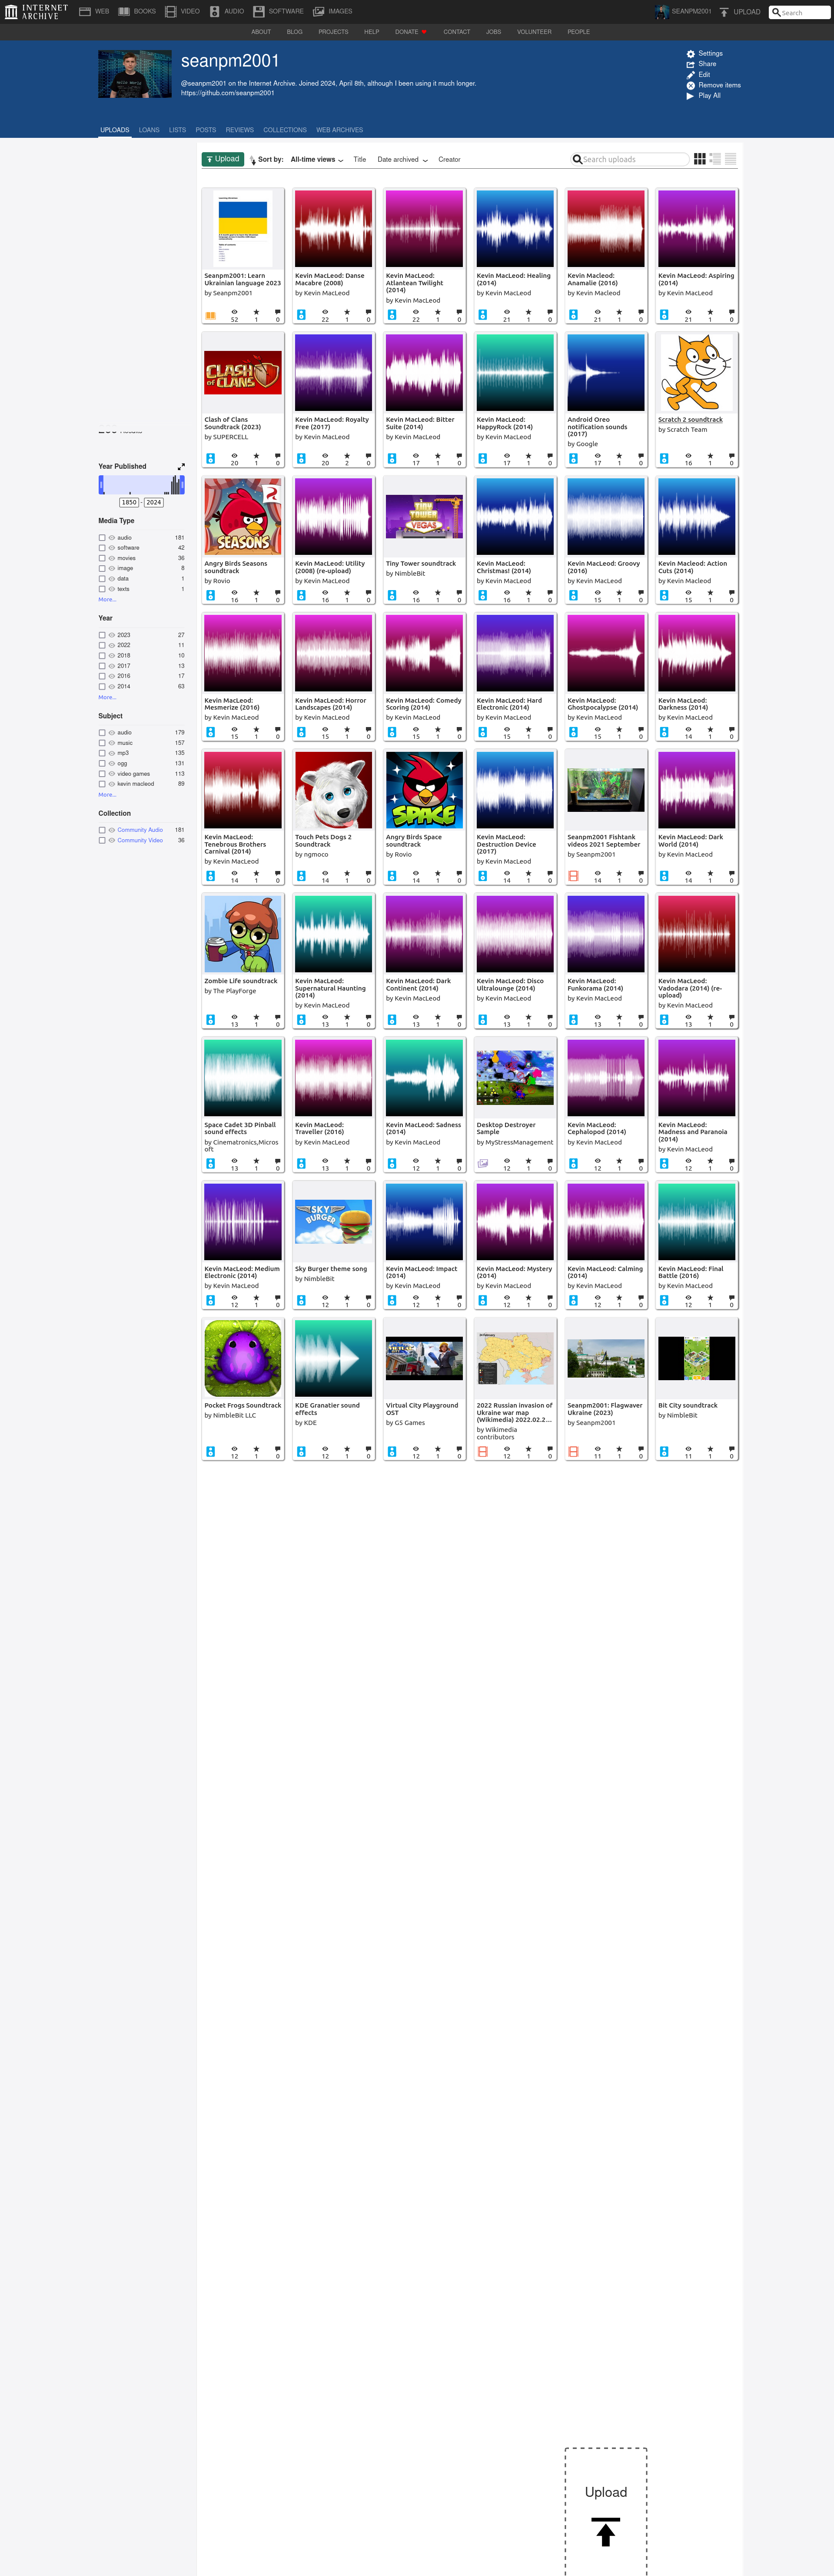 INTERNET
ARCHIVE
WEB
BOOKS
VIDEO
AUDIO
SOFTWARE
IMAGES
SEANPM2001
UPLOAD
Search
ABOUT
BLOG
PROJECTS
HELP
DONATE
CONTACT
JOBS
VOLUNTEER
PEOPLE
seanpm2001
@seanpm2001 on the Internet Archive. Joined 2024, April 8th, although I been using it much longer.
https://github.com/seanpm2001
Settings
Share
Edit
Remove items
Play All
UPLOADS
LOANS
LISTS
POSTS
REVIEWS
COLLECTIONS
WEB ARCHIVES
Upload
Sort by:
All-time views
Title
Date archived
Creator
Search uploads
Year Published
1850 - 2024
Media Type
audio 181
software 42
movies 36
image 8
data 1
texts 1
More...
Year
2023 27
2022 11
2018 10
2017 13
2016 17
2014 63
More...
Subject
audio 179
music 157
mp3 135
ogg 131
video games 113
kevin macleod 89
More...
Collection
Community Audio 181
Community Video 36
Seanpm2001: Learn
Ukrainian language 2023
by Seanpm2001
52 1 0
Kevin MacLeod: Danse
Macabre (2008)
by Kevin MacLeod
22 1 0
Kevin MacLeod:
Atlantean Twilight
(2014)
by Kevin MacLeod
22 1 0
Kevin MacLeod: Healing
(2014)
by Kevin MacLeod
21 1 0
Kevin Macleod:
Anamalie (2016)
by Kevin Macleod
21 1 0
Kevin MacLeod: Aspiring
(2014)
by Kevin MacLeod
21 1 0
CLASH
OF CLANS
Clash of Clans
Soundtrack (2023)
by SUPERCELL
20 1 0
Kevin MacLeod: Royalty
Free (2017)
by Kevin MacLeod
20 2 0
Kevin MacLeod: Bitter
Suite (2014)
by Kevin MacLeod
17 1 0
Kevin MacLeod:
HappyRock (2014)
by Kevin MacLeod
17 1 0
Android Oreo
notification sounds
(2017)
by Google
17 1 0
Scratch 2 soundtrack
by Scratch Team
16 1 0
SEASONS
Angry Birds Seasons
soundtrack
by Rovio
16 1 0
Kevin MacLeod: Utility
(2008) (re-upload)
by Kevin MacLeod
16 1 0
TINY
TOWER
VEGAS
Tiny Tower soundtrack
by NimbleBit
16 1 0
Kevin MacLeod:
Christmas! (2014)
by Kevin MacLeod
16 1 0
Kevin MacLeod: Groovy
(2016)
by Kevin MacLeod
15 1 0
Kevin Macleod: Action
Cuts (2014)
by Kevin Macleod
15 1 0
Kevin MacLeod:
Mesmerize (2016)
by Kevin MacLeod
15 1 0
Kevin MacLeod: Horror
Landscapes (2014)
by Kevin MacLeod
15 1 0
Kevin MacLeod: Comedy
Scoring (2014)
by Kevin MacLeod
15 1 0
Kevin MacLeod: Hard
Electronic (2014)
by Kevin MacLeod
15 1 0
Kevin MacLeod:
Ghostpocalypse (2014)
by Kevin MacLeod
15 1 0
Kevin MacLeod:
Darkness (2014)
by Kevin MacLeod
14 1 0
Kevin MacLeod:
Tenebrous Brothers
Carnival (2014)
by Kevin MacLeod
14 1 0
Touch Pets Dogs 2
Soundtrack
by ngmoco
14 1 0
SPACE
Angry Birds Space
soundtrack
by Rovio
14 1 0
Kevin MacLeod:
Destruction Device
(2017)
by Kevin MacLeod
14 1 0
Seanpm2001 Fishtank
videos 2021 September
by Seanpm2001
14 1 0
Kevin MacLeod: Dark
World (2014)
by Kevin MacLeod
14 1 0
Zombie Life soundtrack
by The PlayForge
13 1 0
Kevin MacLeod:
Supernatural Haunting
(2014)
by Kevin MacLeod
13 1 0
Kevin MacLeod: Dark
Continent (2014)
by Kevin MacLeod
13 1 0
Kevin MacLeod: Disco
Ultralounge (2014)
by Kevin MacLeod
13 1 0
Kevin MacLeod:
Funkorama (2014)
by Kevin MacLeod
13 1 0
Kevin MacLeod:
Vadodara (2014) (re-
upload)
by Kevin MacLeod
13 1 0
Space Cadet 3D Pinball
sound effects
by Cinematronics,Micros
oft
13 1 0
Kevin MacLeod:
Traveller (2016)
by Kevin MacLeod
13 1 0
Kevin MacLeod: Sadness
(2014)
by Kevin MacLeod
12 1 0
Desktop Destroyer
Sample
by MyStressManagement
12 1 0
Kevin MacLeod:
Cephalopod (2014)
by Kevin MacLeod
12 1 0
Kevin MacLeod:
Madness and Paranoia
(2014)
by Kevin MacLeod
12 1 0
Kevin MacLeod: Medium
Electronic (2014)
by Kevin MacLeod
12 1 0
SKY
BURGER
Sky Burger theme song
by NimbleBit
12 1 0
Kevin MacLeod: Impact
(2014)
by Kevin MacLeod
12 1 0
Kevin MacLeod: Mystery
(2014)
by Kevin MacLeod
12 1 0
Kevin MacLeod: Calming
(2014)
by Kevin MacLeod
12 1 0
Kevin MacLeod: Final
Battle (2016)
by Kevin MacLeod
12 1 0
Pocket Frogs Soundtrack
by NimbleBit LLC
12 1 0
KDE Granatier sound
effects
by KDE
12 1 0
Virtual City Playground
OST
by G5 Games
12 1 0
2022 Russian invasion of
Ukraine war map
(Wikimedia) 2022.02.2...
by Wikimedia
contributors
12 1 0
Seanpm2001: Flagwaver
Ukraine (2023)
by Seanpm2001
11 1 0
Bit City soundtrack
by NimbleBit
11 1 0
Upload